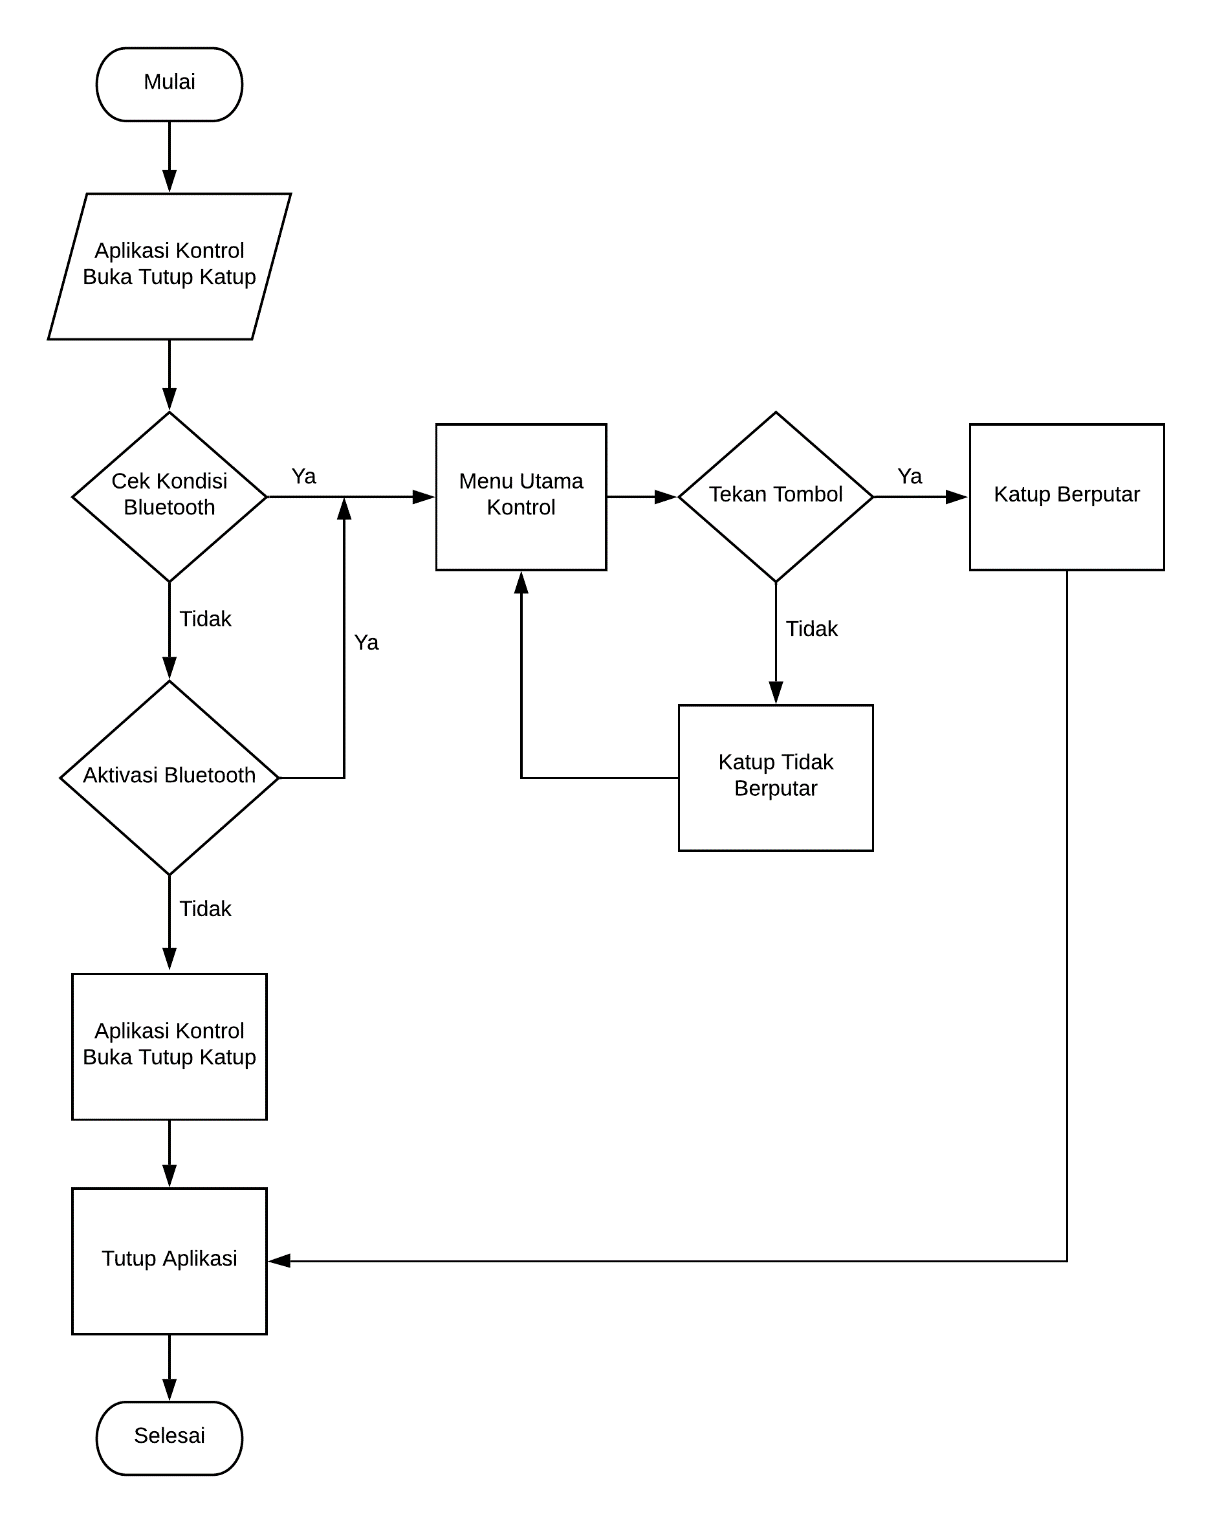 Mulai
Aplikasi Kontrol
Buka Tutup Katup
Cek Kondisi
Bluetooth
Ya
Menu Utama
Kontrol
Tekan Tombol
Ya
Katup Berputar
Tidak
Ya
Tidak
Aktivasi Bluetooth
Katup Tidak
Berputar
Tidak
Aplikasi Kontrol
Buka Tutup Katup
Tutup Aplikasi
Selesai